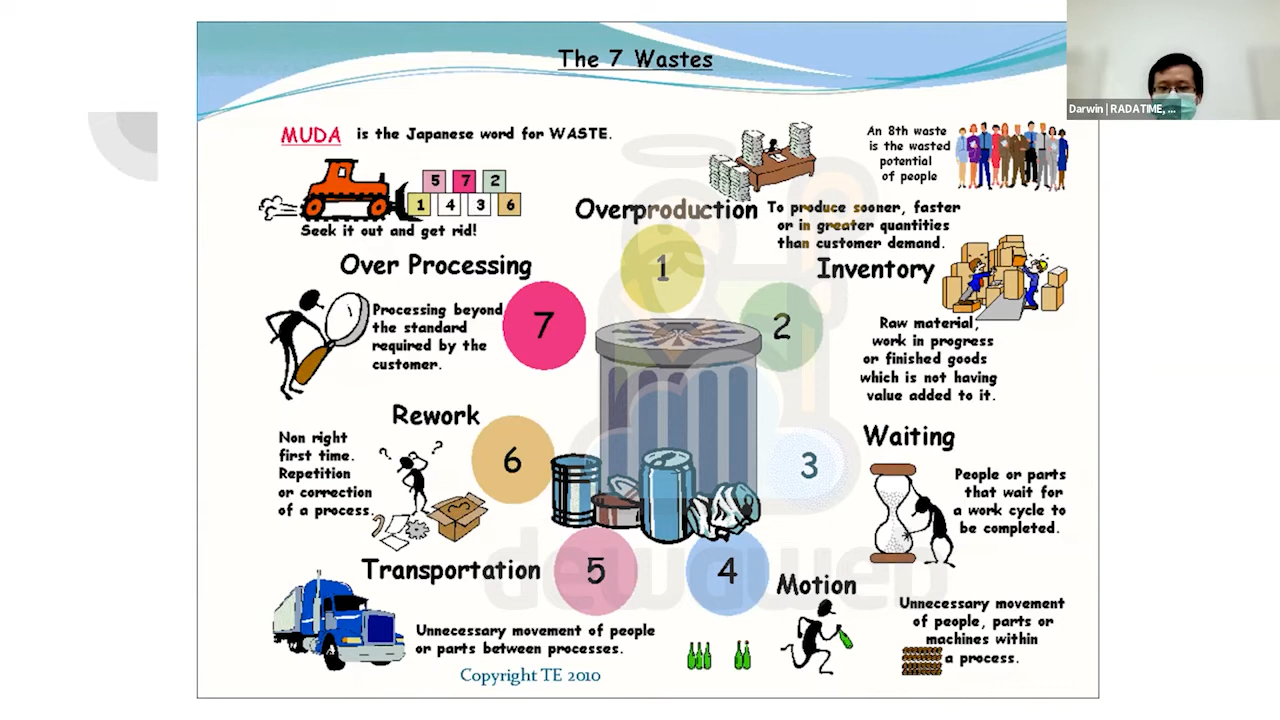 The 7 Wastes
Darwin | RADATIME, ...
MUDA is the Japanese word for WASTE.
5 7 2
1 4 3 6
Seek it out and get rid!
An 8th waste
is the wasted
potential
of people
Overproduction
To produce sooner, faster
or in greater quantities
than customer demand.
1
Inventory
2
Raw material,
work in progress
or finished goods
which is not having
value added to it.
Waiting
3
People or parts
that wait for
a work cycle to
be completed.
Motion
4
Unnecessary movement
of people, parts or
machines within
a process.
Transportation
5
Unnecessary movement of people
or parts between processes.
Rework
6
Non right
first time.
Repetition
or correction
of a process.
? ?
Over Processing
7
Processing beyond
the standard
required by the
customer.
Copyright TE 2010
dewaweb